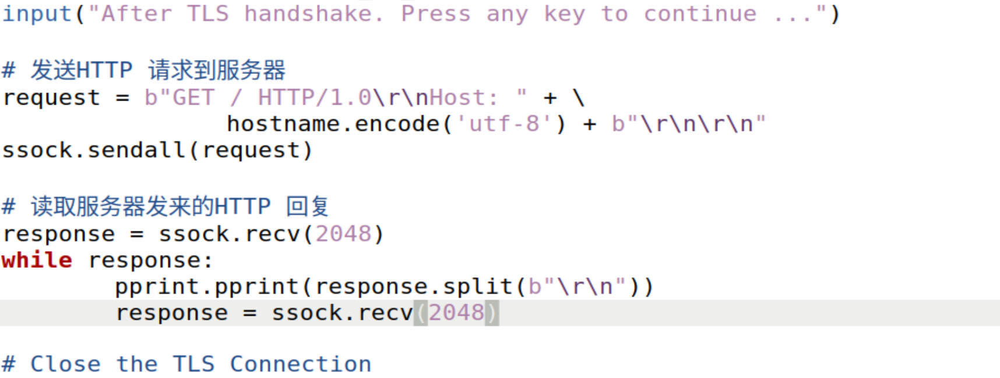 input("After TLS handshake. Press any key to continue ...")
# 发送HTTP 请求到服务器
request = b"GET / HTTP/1.0\r\nHost: " + \
hostname.encode('utf-8') + b"\r\n\r\n"
ssock.sendall(request)
# 读取服务器发来的HTTP 回复
response = ssock.recv(2048)
while response:
pprint.pprint(response.split(b"\r\n"))
response = ssock.recv(2048)
# Close the TLS Connection